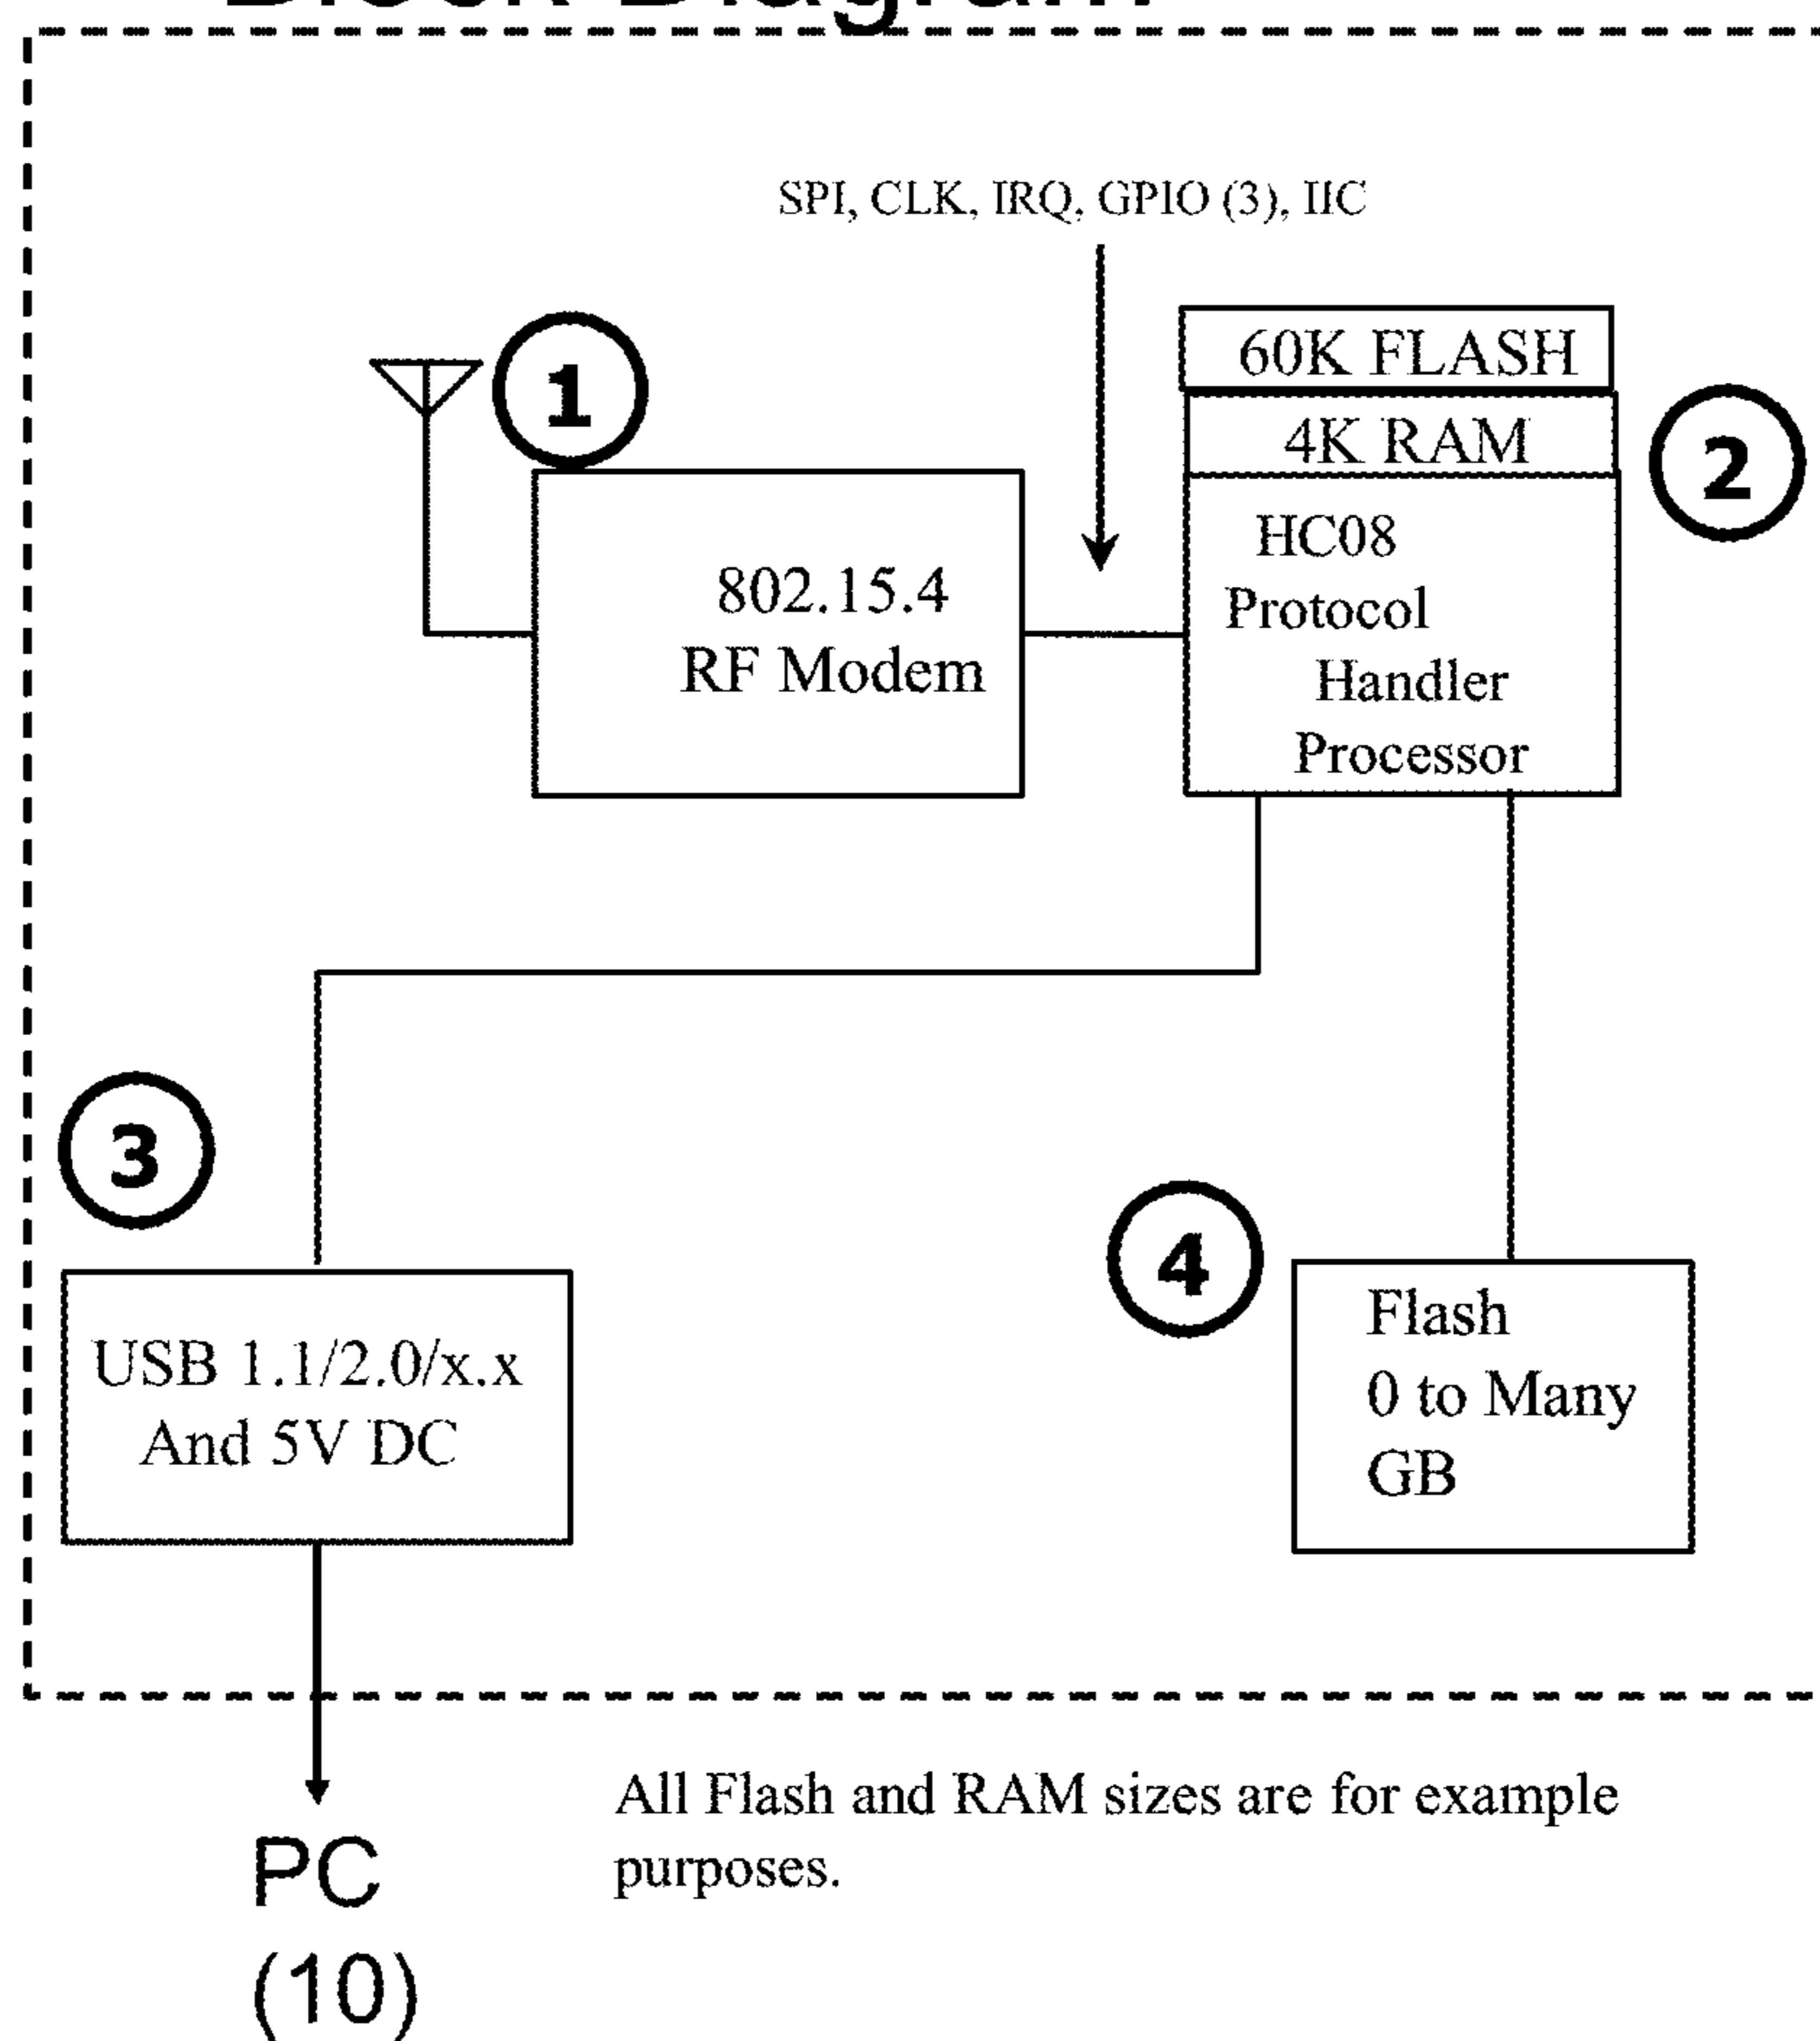 Block Diagram
SPI, CLK, IRQ, GPIO (3), IIC
1
60K FLASH
4K RAM
2
802.15.4
RF Modem
HC08
Protocol
Handler
Processor
3
4
USB 1.1/2.0/x.x
And 5V DC
Flash
0 to Many
GB
All Flash and RAM sizes are for example
purposes.
PC
(10)